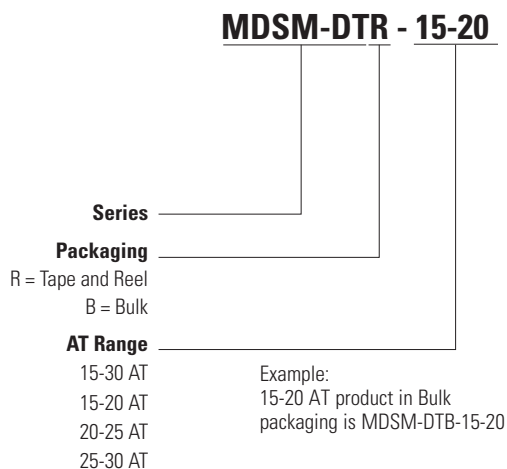 MDSM-DTR - 15-20
Series
Packaging
R = Tape and Reel
B = Bulk
AT Range
15-30 AT
15-20 AT
20-25 AT
25-30 AT
Example:
15-20 AT product in Bulk
packaging is MDSM-DTB-15-20